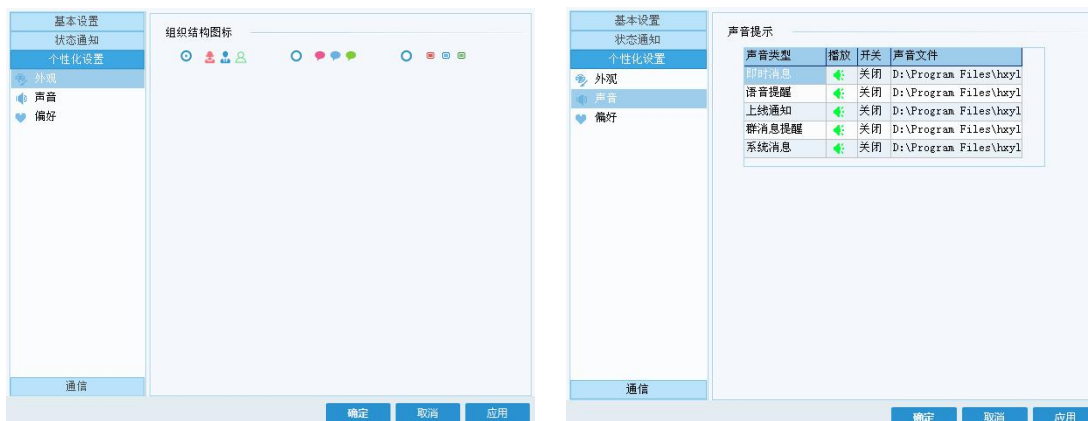 基本设置
状态通知
个性化设置
外观
声音
偏好
通信
组织结构图标
确定 取消 应用
基本设置
状态通知
个性化设置
外观
声音
偏好
通信
声音提示
声音类型 播放 开关 声音文件
即时消息 关闭 D:\Program Files\hxyl
语音提醒 关闭 D:\Program Files\hxyl
上线通知 关闭 D:\Program Files\hxyl
群消息提醒 关闭 D:\Program Files\hxyl
系统消息 关闭 D:\Program Files\hxyl
确定 取消 应用